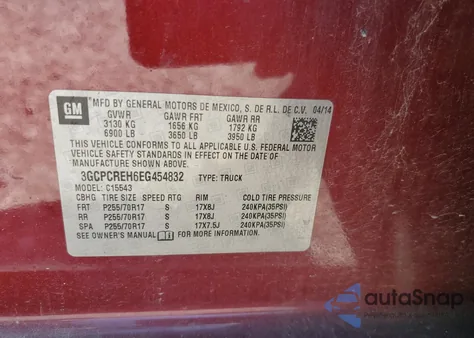 GM
MFD BY GENERAL MOTORS DE MEXICO, S. DE R.L. DE C.V. 04/14
GVWR GAWR FRT GAWR RR
3130 KG 1656 KG 1792 KG
6900 LB 3650 LB 3950 LB
THIS VEHICLE CONFORMS TO ALL APPLICABLE U.S. FEDERAL MOTOR
VEHICLE SAFETY STANDARDS IN EFFECT ON THE DATE OF
MANUFACTURE SHOWN ABOVE.
3GCPCREH6EG454832 TYPE: TRUCK
MODEL: C15543
CBHG TIRE SIZE SPEED RTG RIM COLD TIRE PRESSURE
FRT P255/70R17 S 17X8J 240KPA(35PSI)
RR P255/70R17 S 17X8J 240KPA(35PSI)
SPA P255/70R17 S 17X7.5J 240KPA(35PSI)
SEE OWNER'S MANUAL FOR MORE INFORMATION.
autoSnap